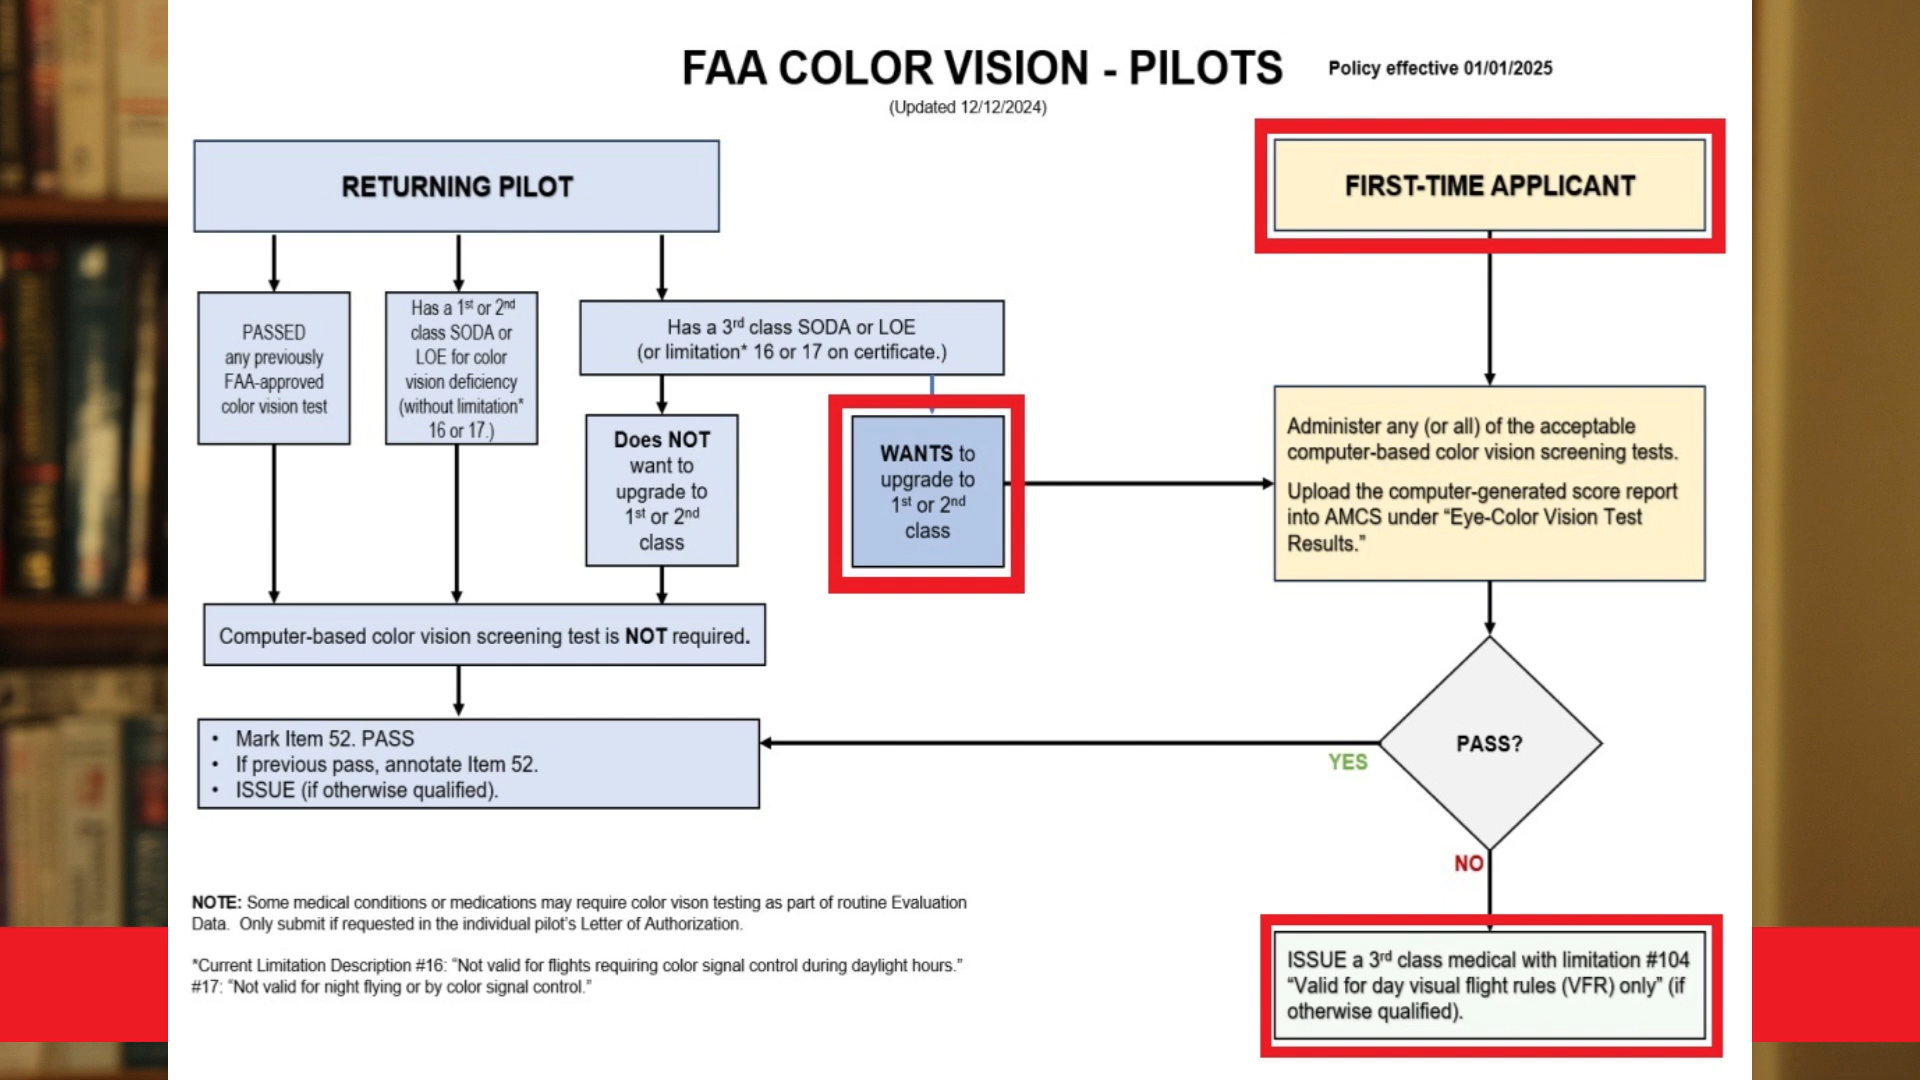 FAA COLOR VISION - PILOTS
Policy effective 01/01/2025
(Updated 12/12/2024)
RETURNING PILOT
FIRST-TIME APPLICANT
PASSED
any previously
FAA-approved
color vision test
Has a 1st or 2nd
class SODA or
LOE for color
vision deficiency
(without limitation*
16 or 17.)
Has a 3rd class SODA or LOE
(or limitation* 16 or 17 on certificate.)
Does NOT
want to
upgrade to
1st or 2nd
class
WANTS to
upgrade to
1st or 2nd
class
Administer any (or all) of the acceptable
computer-based color vision screening tests.
Upload the computer-generated score report
into AMCS under “Eye-Color Vision Test
Results.”
Computer-based color vision screening test is NOT required.
• Mark Item 52. PASS
• If previous pass, annotate Item 52.
• ISSUE (if otherwise qualified).
PASS?
YES
NO
NOTE: Some medical conditions or medications may require color vison testing as part of routine Evaluation
Data. Only submit if requested in the individual pilot’s Letter of Authorization.
*Current Limitation Description #16: “Not valid for flights requiring color signal control during daylight hours.”
#17: “Not valid for night flying or by color signal control.”
ISSUE a 3rd class medical with limitation #104
“Valid for day visual flight rules (VFR) only” (if
otherwise qualified).